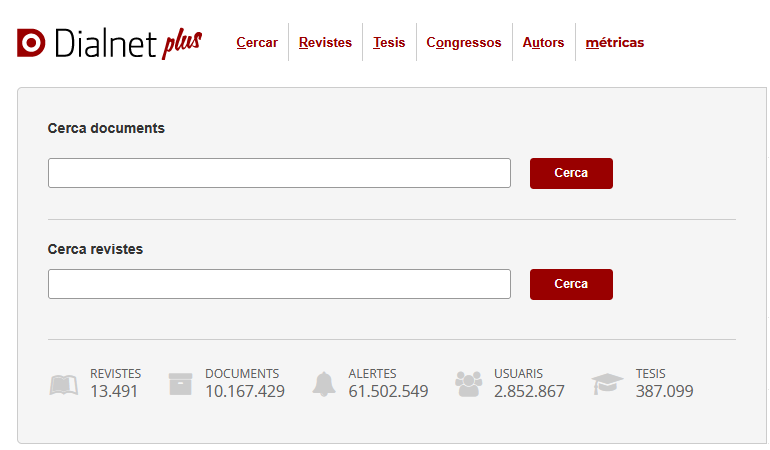 Dialnet plus
Cercar Revistes Tesis Congressos Autors métricas
Cerca documents
Cerca
Cerca revistes
Cerca
REVISTES DOCUMENTS ALERTES USUARIS TESIS
13.491 10.167.429 61.502.549 2.852.867 387.099